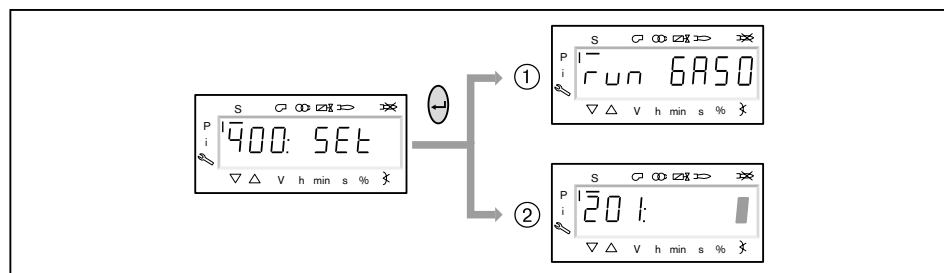 S
P
i
400: SEt
V h min s %
①
S
P
i
run GAS0
V h min s %
②
S
P
i
201:
V h min s %